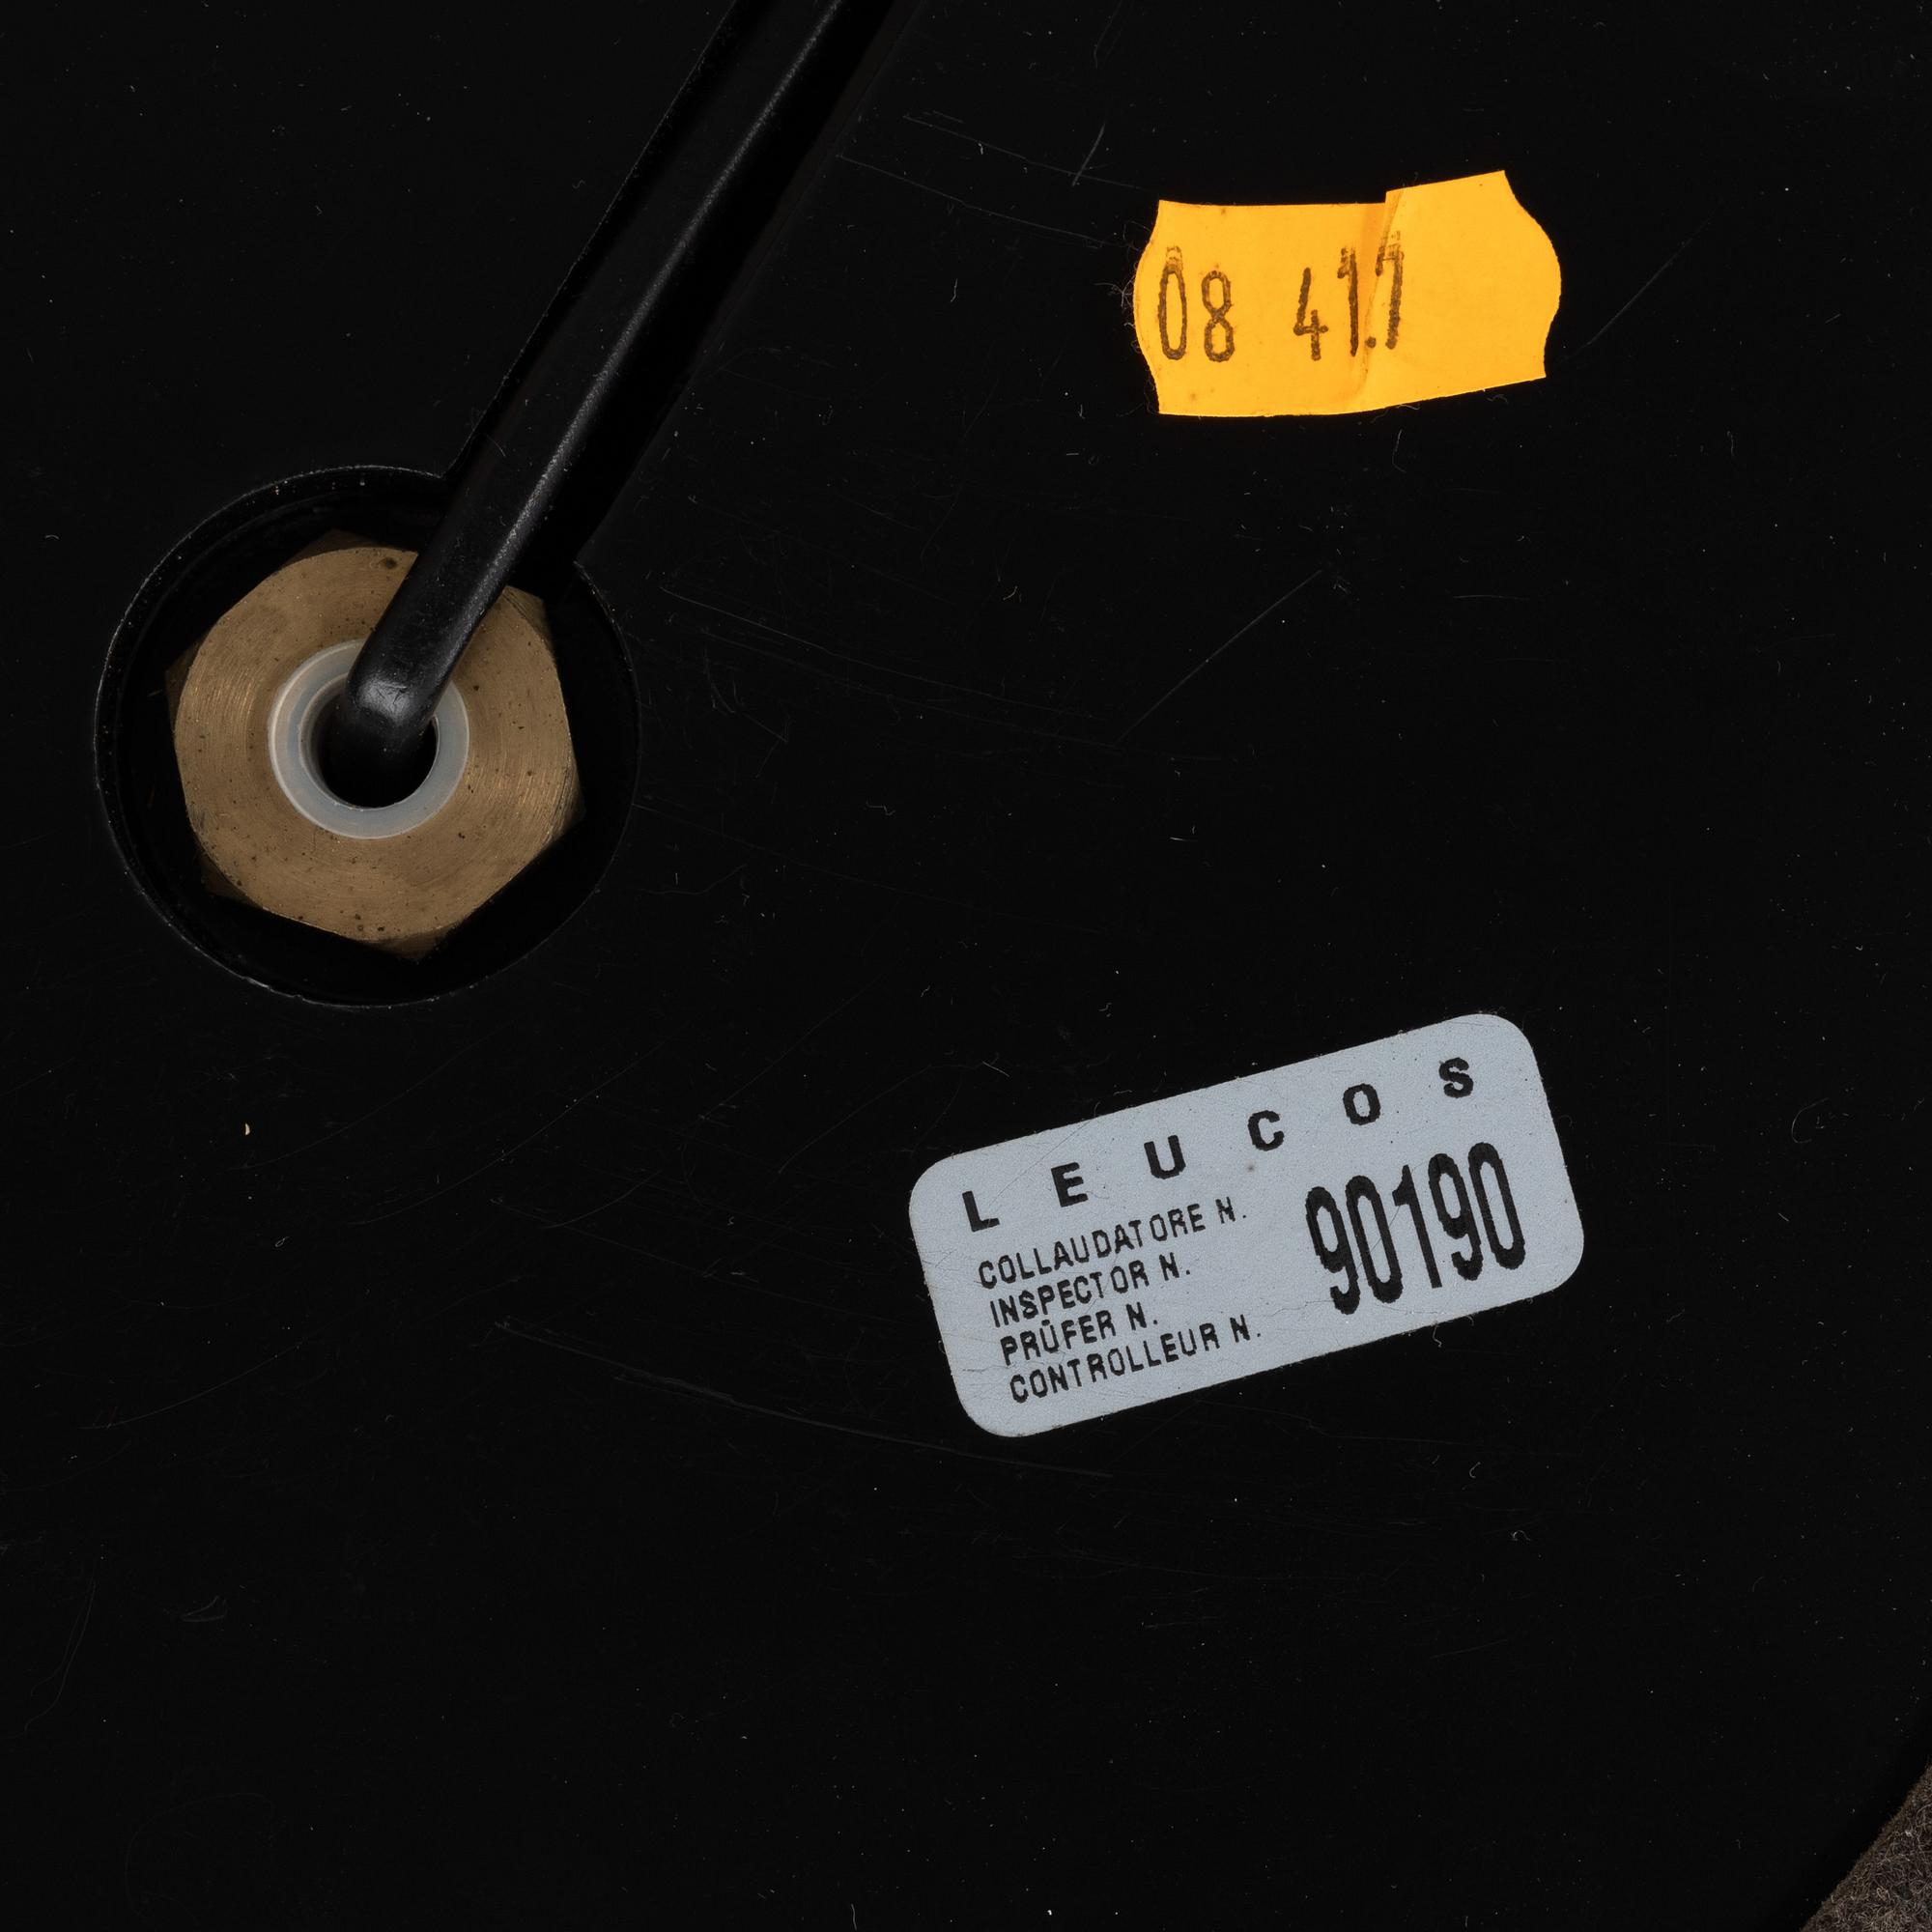 08 41.7
LEUCOS
COLLAUDATORE N.
INSPECTOR N.
PRÜFER N.
CONTROLLEUR N.
90190